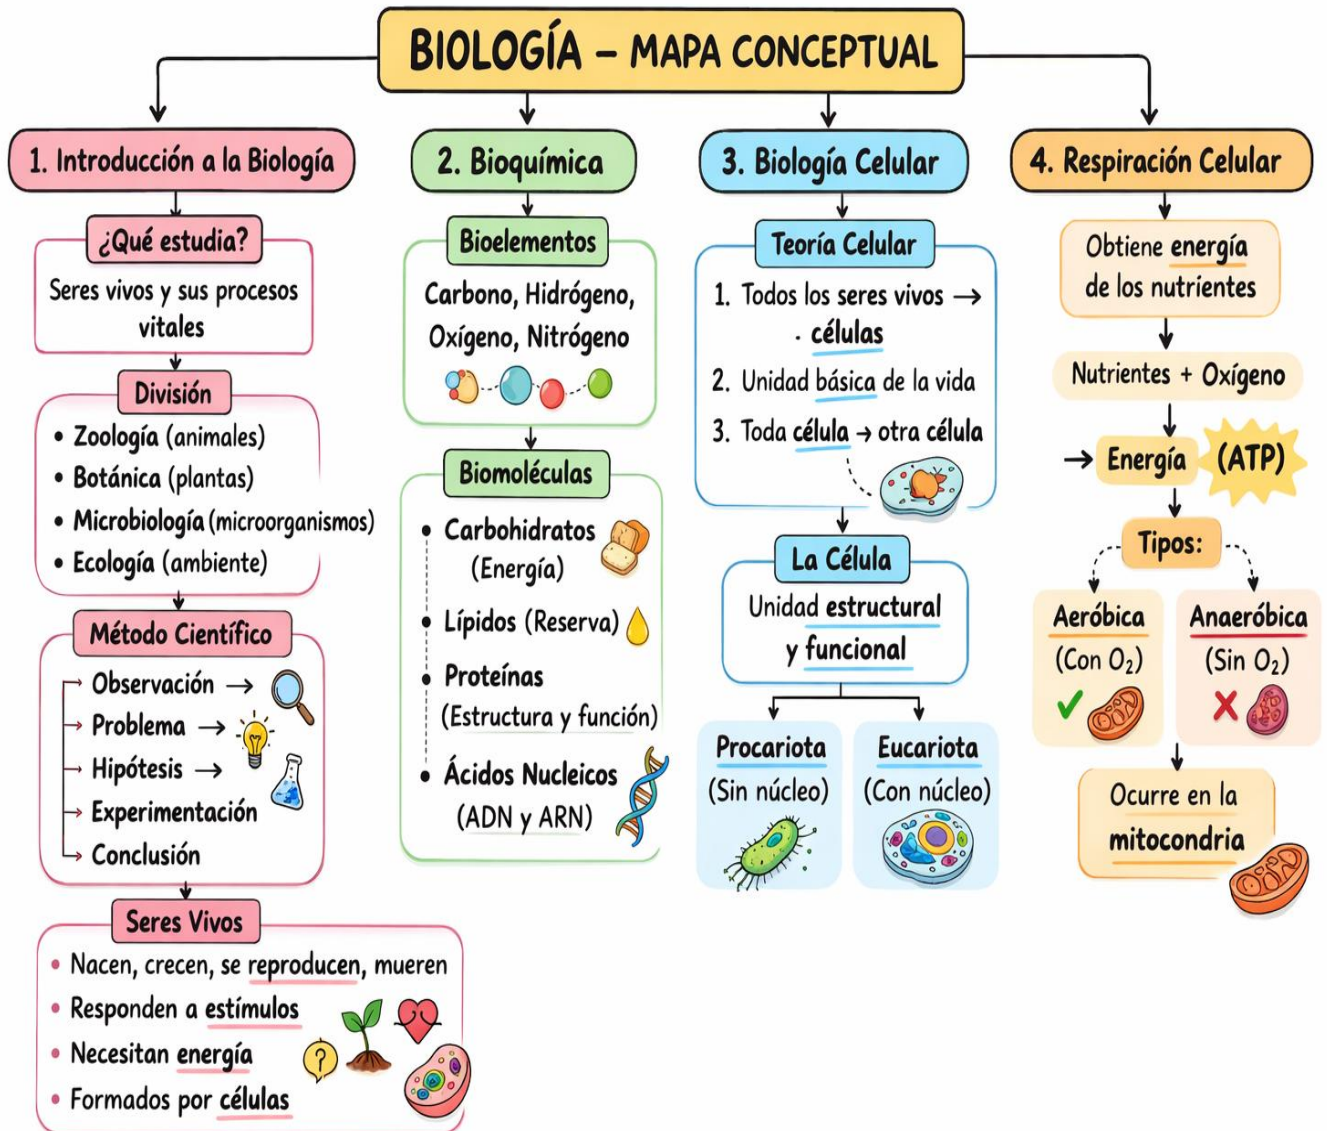 BIOLOGÍA – MAPA CONCEPTUAL
1. Introducción a la Biología
¿Qué estudia?
Seres vivos y sus procesos
vitales
División
• Zoología (animales)
• Botánica (plantas)
• Microbiología (microorganismos)
• Ecología (ambiente)
Método Científico
Observación →
Problema →
Hipótesis →
Experimentación
Conclusión
Seres Vivos
• Nacen, crecen, se reproducen, mueren
• Responden a estímulos
• Necesitan energía
• Formados por células
?
2. Bioquímica
Bioelementos
Carbono, Hidrógeno,
Oxígeno, Nitrógeno
Biomoléculas
• Carbohidratos
(Energía)
• Lípidos (Reserva)
• Proteínas
(Estructura y función)
• Ácidos Nucleicos
(ADN y ARN)
3. Biología Celular
Teoría Celular
1. Todos los seres vivos →
· células
2. Unidad básica de la vida
3. Toda célula → otra célula
La Célula
Unidad estructural
y funcional
Procariota
(Sin núcleo)
Eucariota
(Con núcleo)
4. Respiración Celular
Obtiene energía
de los nutrientes
Nutrientes + Oxígeno
→ Energía (ATP)
Tipos:
Aeróbica
(Con O₂)
Anaeróbica
(Sin O₂)
Ocurre en la
mitocondria